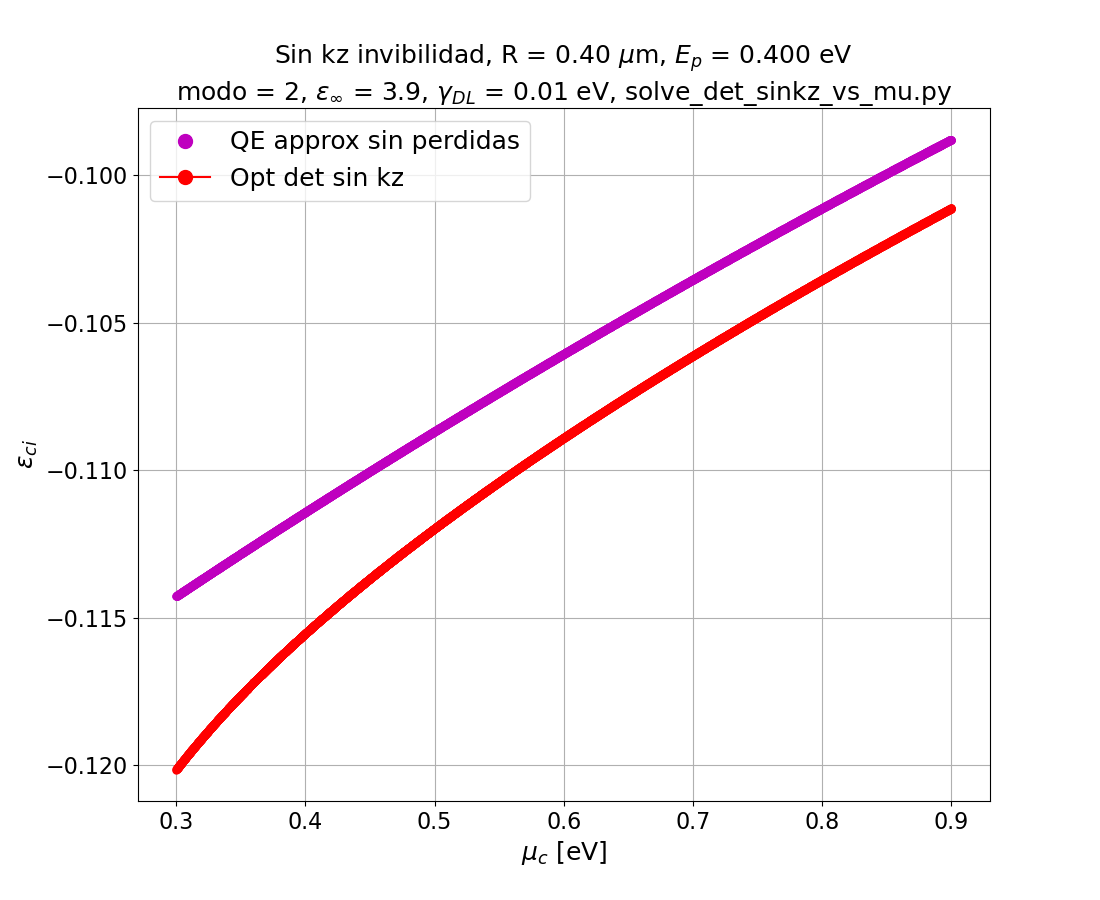 Sin kz invibilidad, R = 0.40 μm, E_p = 0.400 eV
modo = 2, ε_∞ = 3.9, γ_DL = 0.01 eV, solve_det_sinkz_vs_mu.py
QE approx sin perdidas
Opt det sin kz
−0.100
−0.105
−0.110
−0.115
−0.120
ε_ci
0.3 0.4 0.5 0.6 0.7 0.8 0.9
μ_c [eV]